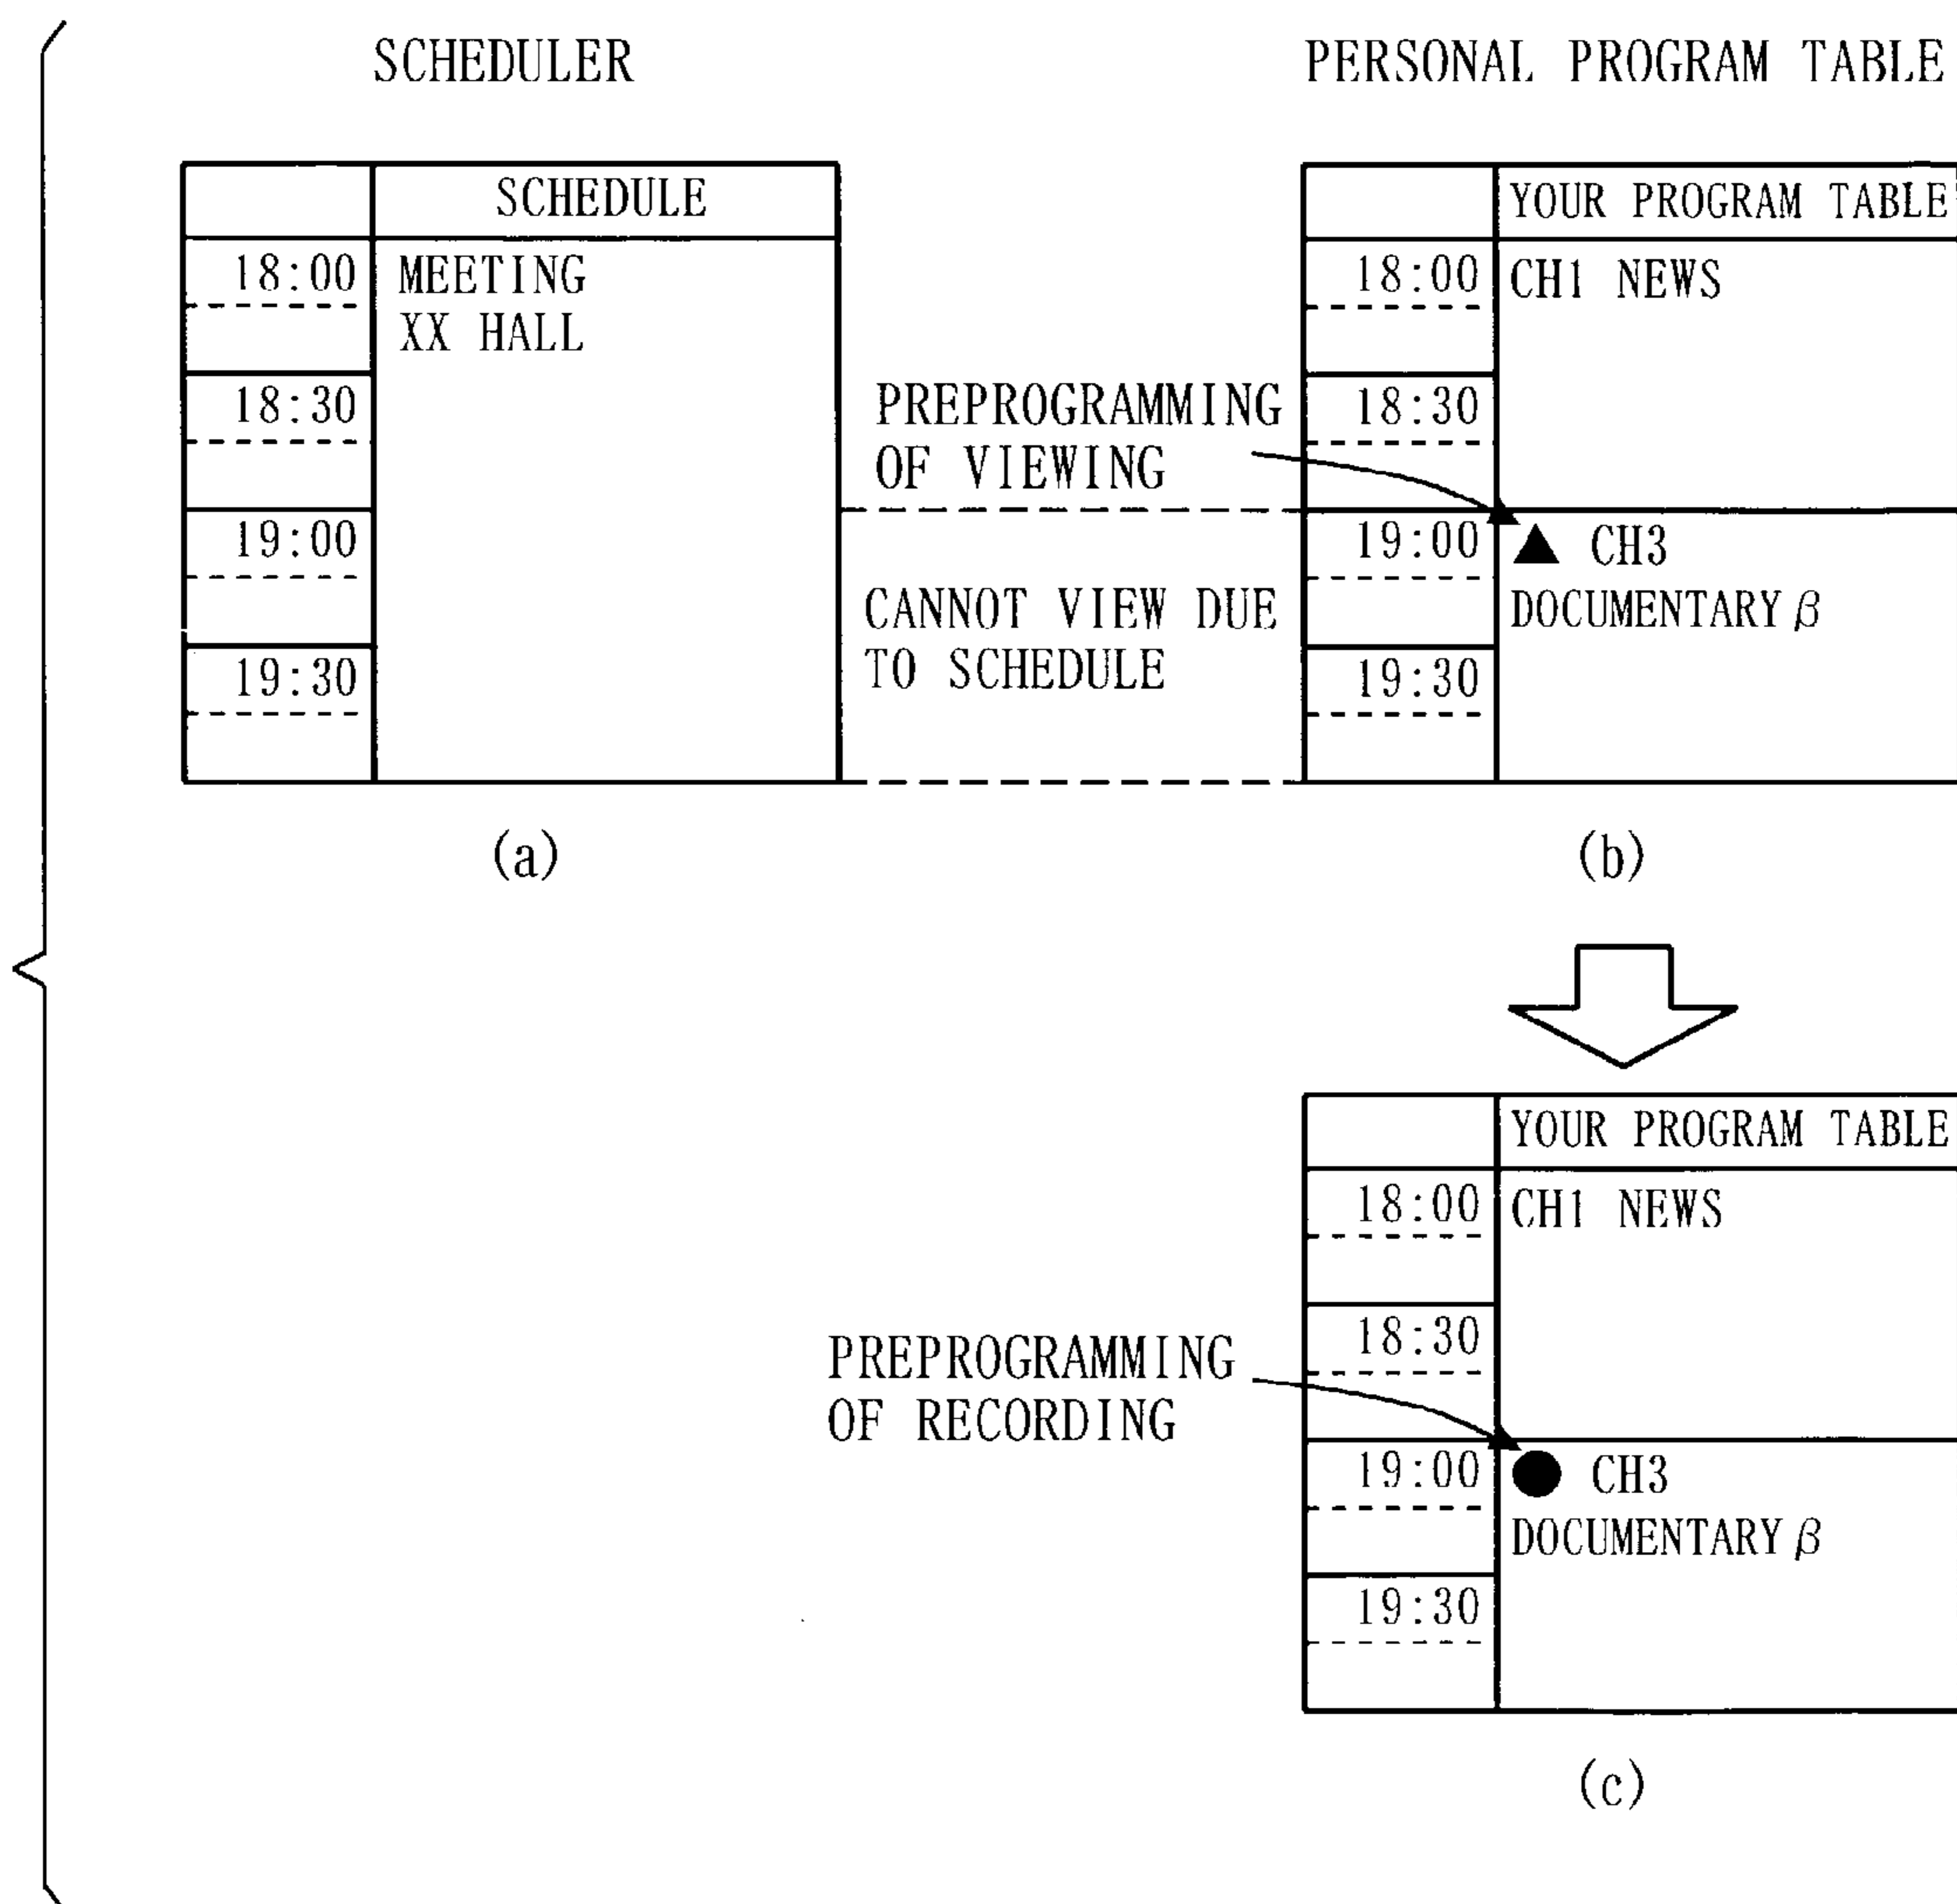 SCHEDULER
SCHEDULE
18:00
MEETING
XX HALL
18:30
19:00
19:30
(a)
PREPROGRAMMING
OF VIEWING
CANNOT VIEW DUE
TO SCHEDULE
PERSONAL PROGRAM TABLE
YOUR PROGRAM TABLE
18:00
CH1 NEWS
18:30
19:00
▲ CH3
DOCUMENTARY β
19:30
(b)
PREPROGRAMMING
OF RECORDING
YOUR PROGRAM TABLE
18:00
CH1 NEWS
18:30
19:00
● CH3
DOCUMENTARY β
19:30
(c)